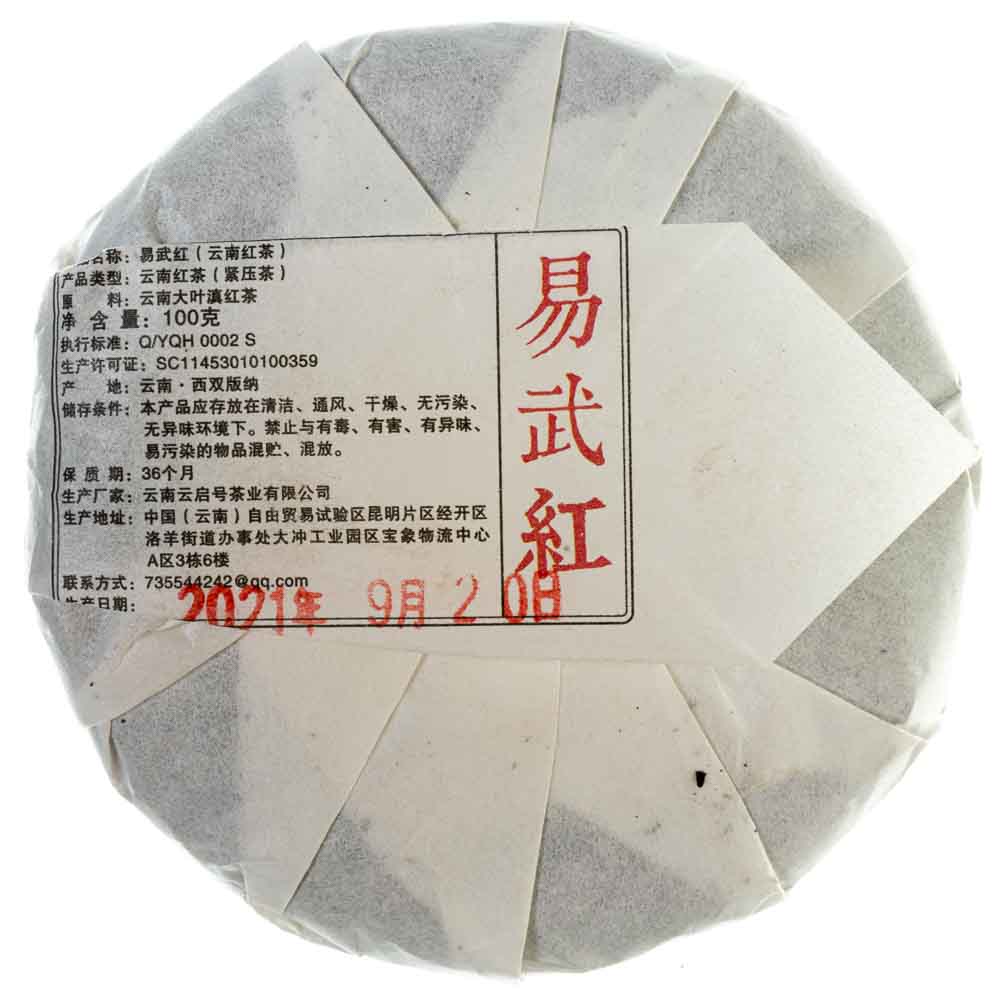 品名称：易武红（云南红茶）
产品类型：云南红茶（紧压茶）
原　　料：云南大叶滇红茶
净 含 量：100克
执行标准：Q/YQH 0002 S
生产许可证：SC11453010100359
产　　地：云南·西双版纳
储存条件：本产品应存放在清洁、通风、干燥、无污染、
无异味环境下。禁止与有毒、有害、有异味、
易污染的物品混贮、混放。
保 质 期：36个月
生产厂家：云南云启号茶业有限公司
生产地址：中国（云南）自由贸易试验区昆明片区经开区
洛羊街道办事处大冲工业园区宝象物流中心
A区3栋6楼
联系方式：735544242@qq.com
生产日期：2021年 9月20日
易武紅